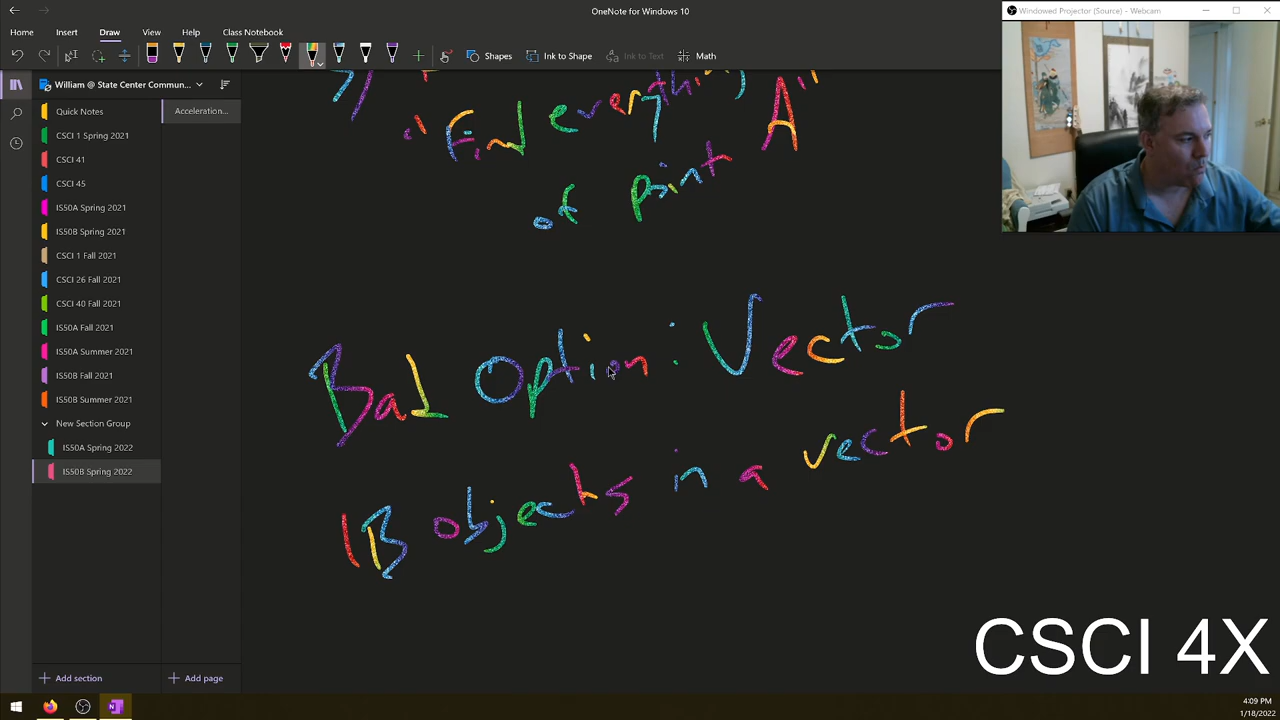 OneNote for Windows 10
Windowed Projector (Source) - Webcam
Home Insert Draw View Help Class Notebook
Shapes Ink to Shape Ink to Text Math
William @ State Center Commun...
Acceleration...
Quick Notes
CSCI 1 Spring 2021
CSCI 41
CSCI 45
IS50A Spring 2021
IS50B Spring 2021
CSCI 1 Fall 2021
CSCI 26 Fall 2021
CSCI 40 Fall 2021
IS50A Fall 2021
IS50A Summer 2021
IS50B Fall 2021
IS50B Summer 2021
New Section Group
IS50A Spring 2022
IS50B Spring 2022
"Find everything
of point A"
Bad Option: Vector
1B objects in a vector
CSCI 4X
Add section
Add page
4:09 PM
1/18/2022